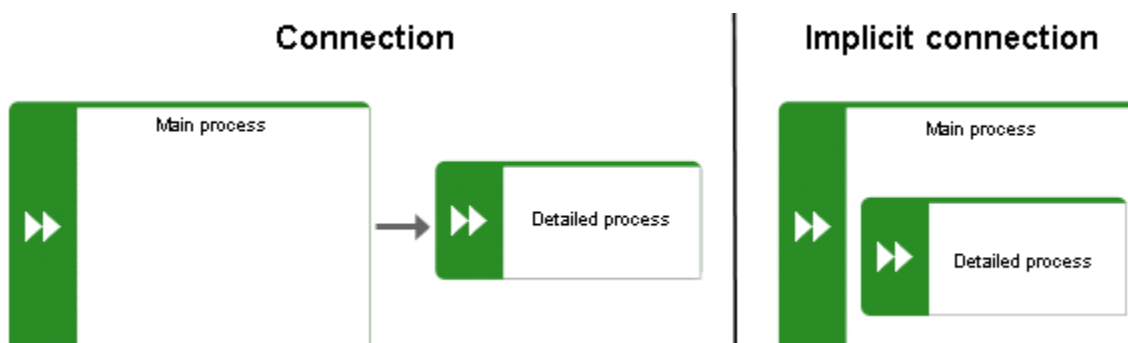 Connection
Main process
Detailed process
Implicit connection
Main process
Detailed process